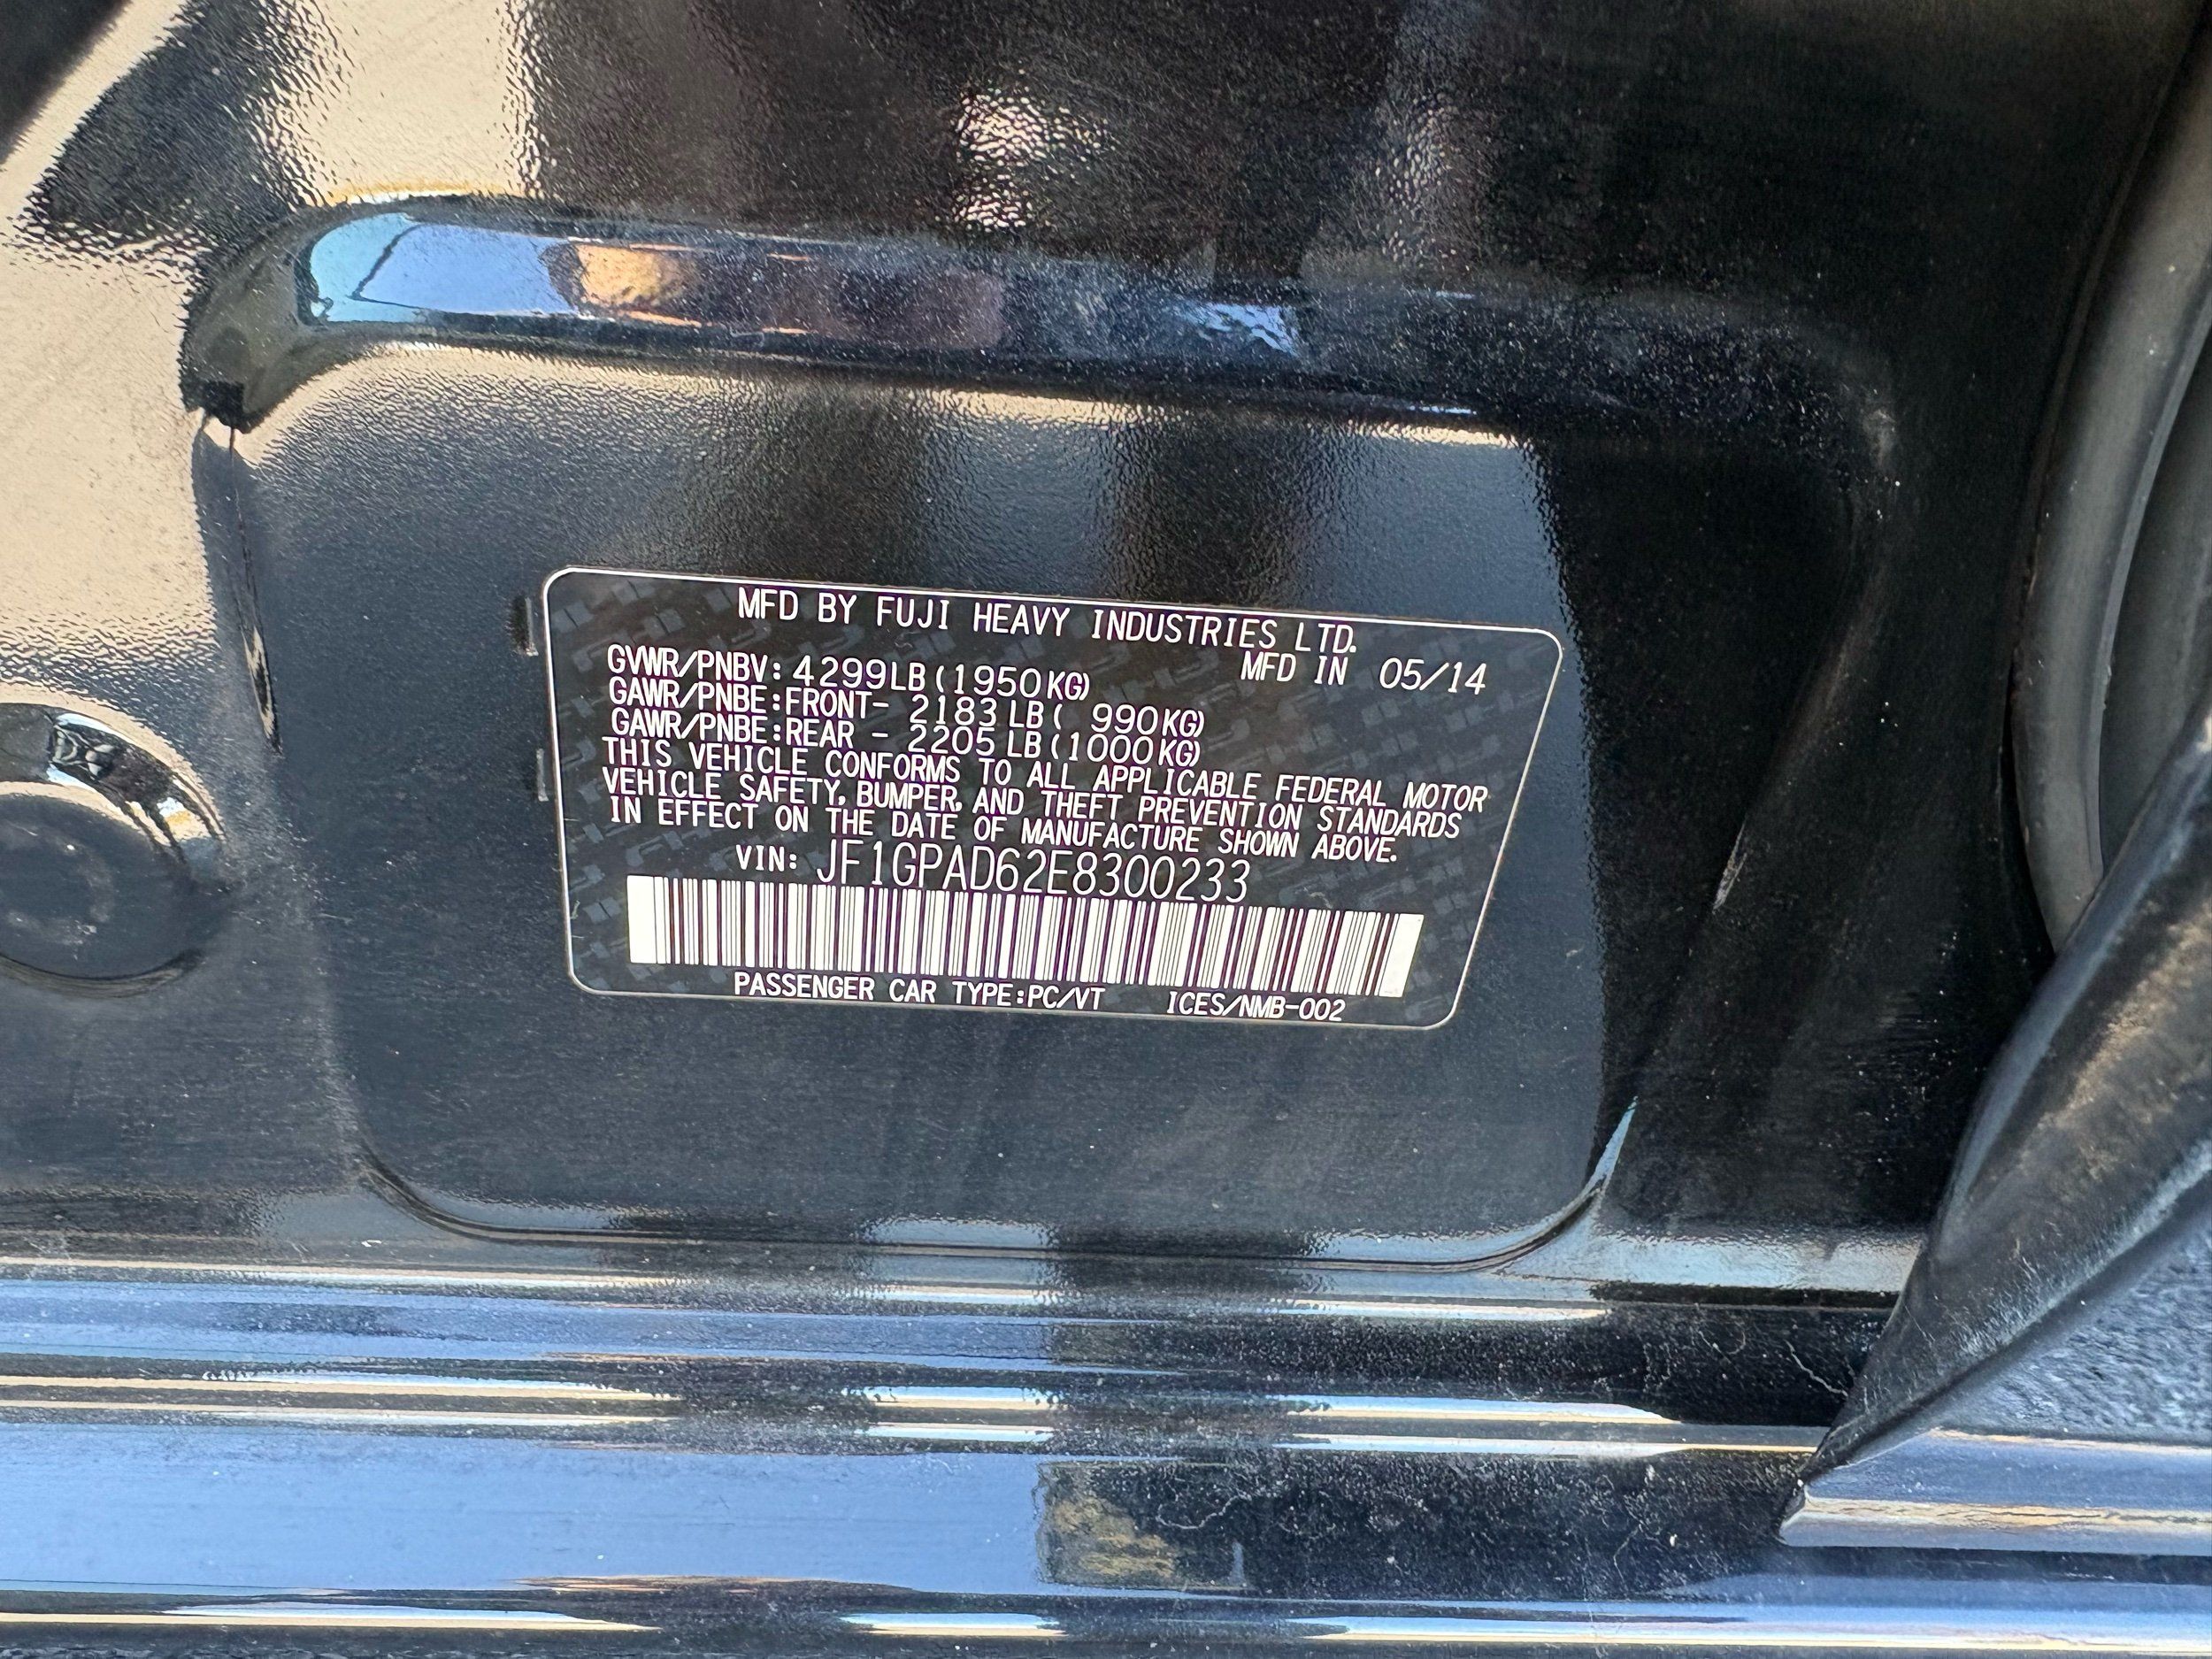 MFD BY FUJI HEAVY INDUSTRIES LTD.
GVWR/PNBV: 4299LB (1950KG) MFD IN 05/14
GAWR/PNBE:FRONT- 2183LB( 990KG)
GAWR/PNBE:REAR - 2205LB(1000KG)
THIS VEHICLE CONFORMS TO ALL APPLICABLE FEDERAL MOTOR
VEHICLE SAFETY, BUMPER, AND THEFT PREVENTION STANDARDS
IN EFFECT ON THE DATE OF MANUFACTURE SHOWN ABOVE.
VIN: JF1GPAD62E8300233
PASSENGER CAR TYPE:PC/VT ICES/NMB-002